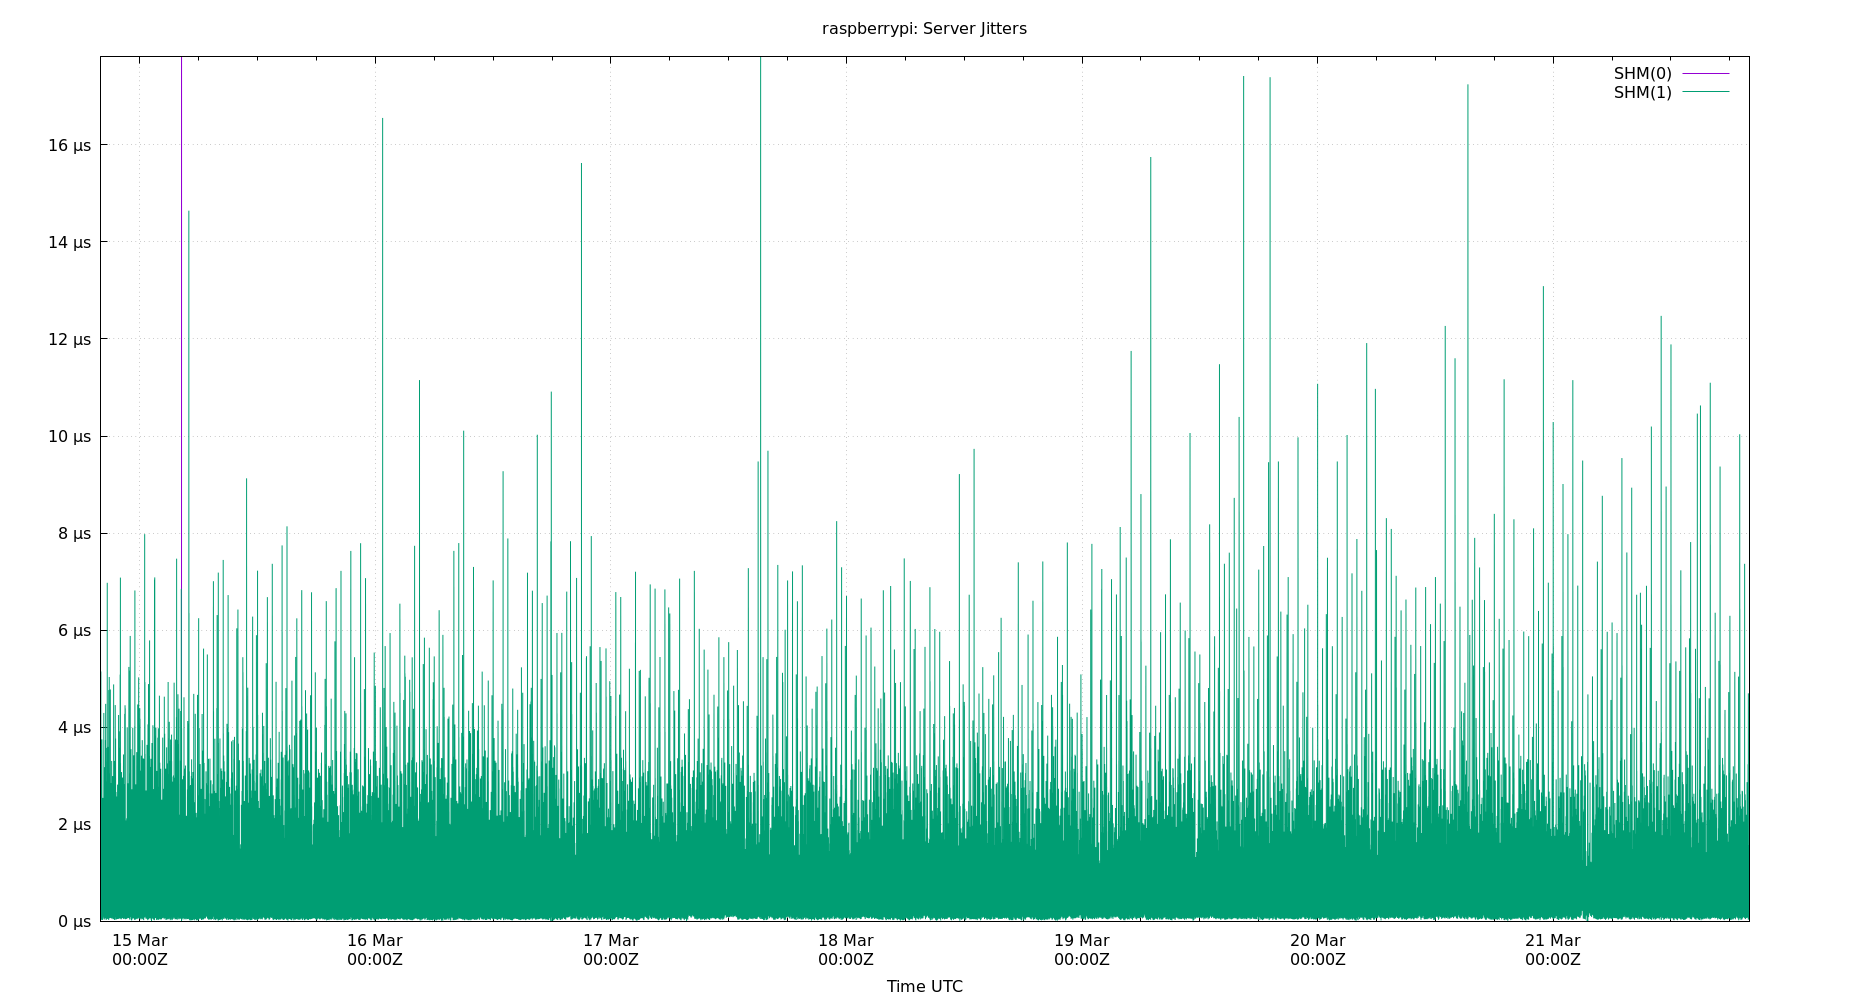 raspberrypi: Server Jitters
SHM(0)
SHM(1)
16 µs
14 µs
12 µs
10 µs
8 µs
6 µs
4 µs
2 µs
0 µs
15 Mar 16 Mar 17 Mar 18 Mar 19 Mar 20 Mar 21 Mar
00:00Z 00:00Z 00:00Z 00:00Z 00:00Z 00:00Z 00:00Z
Time UTC